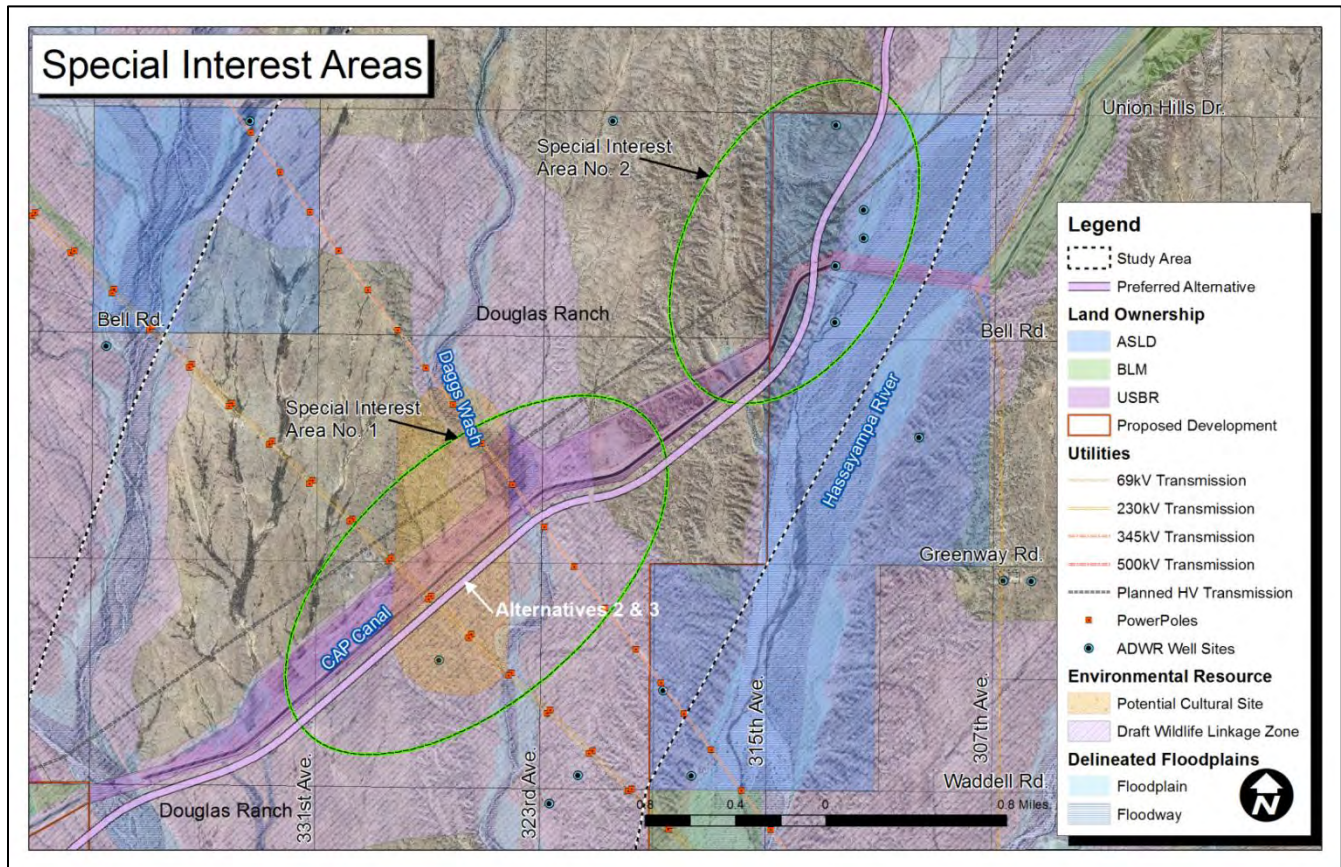 Special Interest Areas
Union Hills Dr.
Special Interest
Area No. 2
Bell Rd.
Douglas Ranch
Daggs Wash
Bell Rd.
Special Interest
Area No. 1
Hassayampa River
Greenway Rd.
Alternatives 2 & 3
CAP Canal
331st Ave.
323rd Ave.
315th Ave.
307th Ave.
Waddell Rd.
Douglas Ranch
0.8 0.4 0 0.8 Miles
Legend
Study Area
Preferred Alternative
Land Ownership
ASLD
BLM
USBR
Proposed Development
Utilities
69kV Transmission
230kV Transmission
345kV Transmission
500kV Transmission
Planned HV Transmission
PowerPoles
ADWR Well Sites
Environmental Resource
Potential Cultural Site
Draft Wildlife Linkage Zone
Delineated Floodplains
Floodplain
Floodway
N